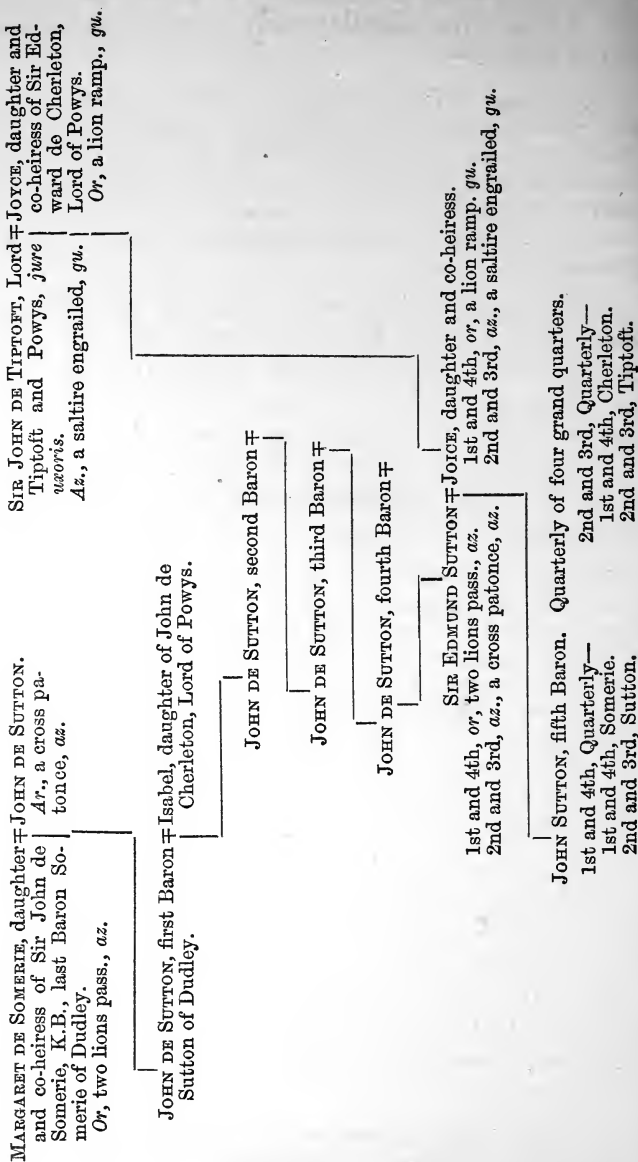 MARGARET DE SOMERIE, daughter ∓ JOHN DE SUTTON.
and co-heiress of Sir John de
Somerie, K.B., last Baron So-
merie of Dudley.
Or, two lions pass., az.
Ar., a cross pa-
tonce, az.
SIR JOHN DE TIPTOFT, Lord ∓ JOYCE, daughter and
Tiptoft and Powys, jure
uxoris.
Az., a saltire engrailed, gu.
co-heiress of Sir Ed-
ward de Cherleton,
Lord of Powys.
Or, a lion ramp., gu.
JOHN DE SUTTON, first Baron ∓ Isabel, daughter of John de
Sutton of Dudley.
Cherleton, Lord of Powys.
JOHN DE SUTTON, second Baron ∓
JOHN DE SUTTON, third Baron ∓
JOHN DE SUTTON, fourth Baron ∓
SIR EDMUND SUTTON ∓ JOICE, daughter and co-heiress.
1st and 4th, or, two lions pass., az.
2nd and 3rd, az., a cross patonce, az.
1st and 4th, or, a lion ramp. gu.
2nd and 3rd, az., a saltire engrailed, gu.
JOHN SUTTON, fifth Baron. Quarterly of four grand quarters.
1st and 4th, Quarterly—
1st and 4th, Somerie.
2nd and 3rd, Sutton.
2nd and 3rd, Quarterly—
1st and 4th, Cherleton.
2nd and 3rd, Tiptoft.